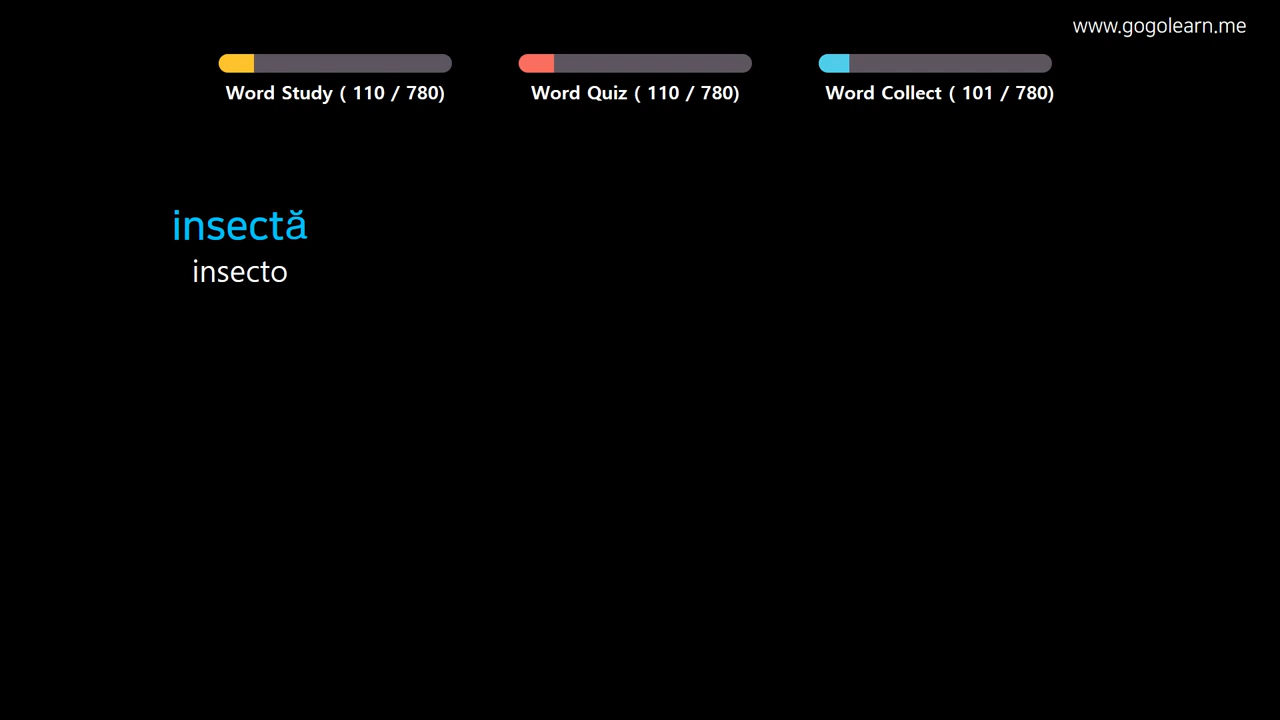 www.gogolearn.me
Word Study ( 110 / 780)
Word Quiz ( 110 / 780)
Word Collect ( 101 / 780)
insectă
insecto